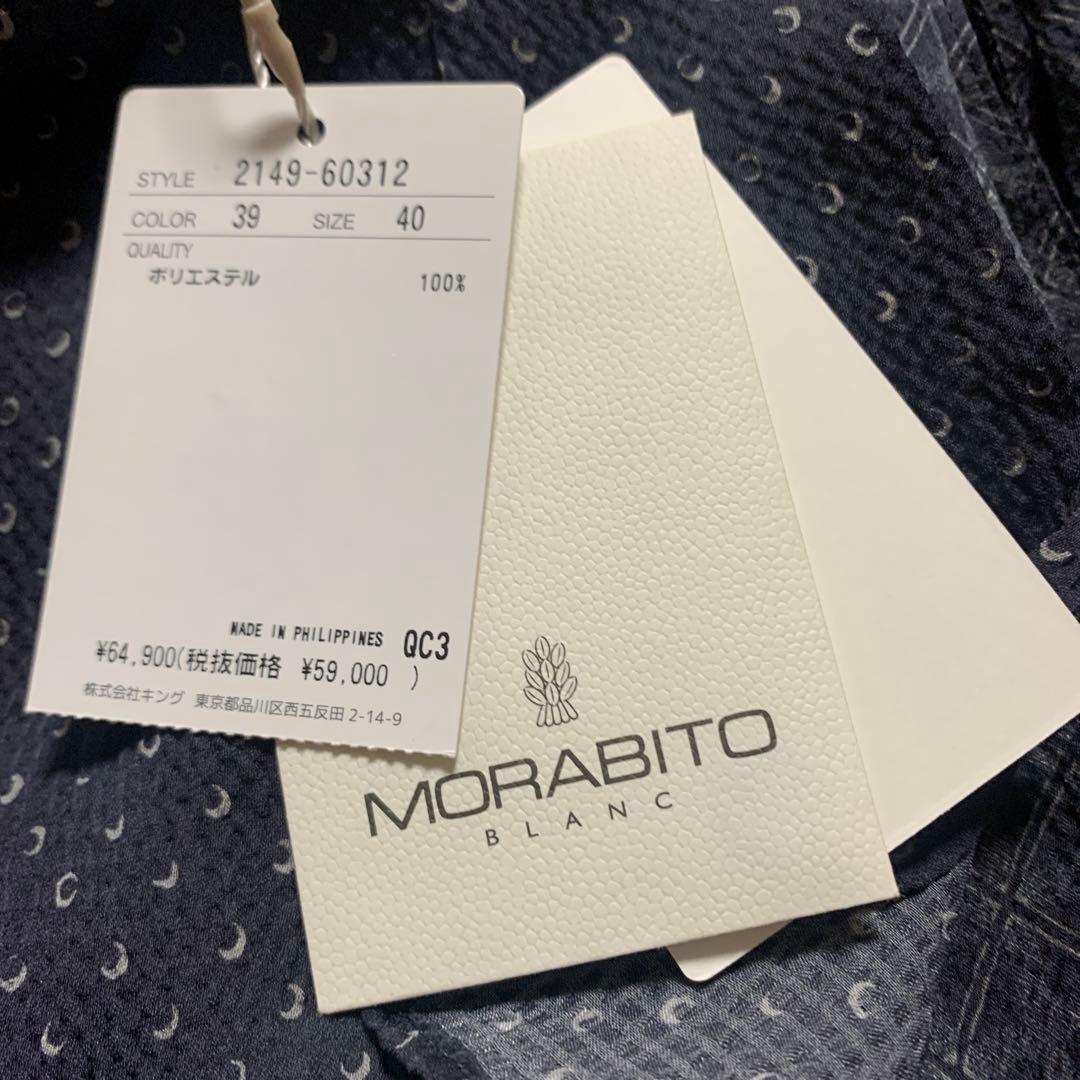 STYLE 2149-60312
COLOR 39 SIZE 40
QUALITY
ポリエステル 100%
MADE IN PHILIPPINES QC3
¥64,900(税抜価格 ¥59,000 )
株式会社キング 東京都品川区西五反田 2-14-9
MORABITO
BLANC